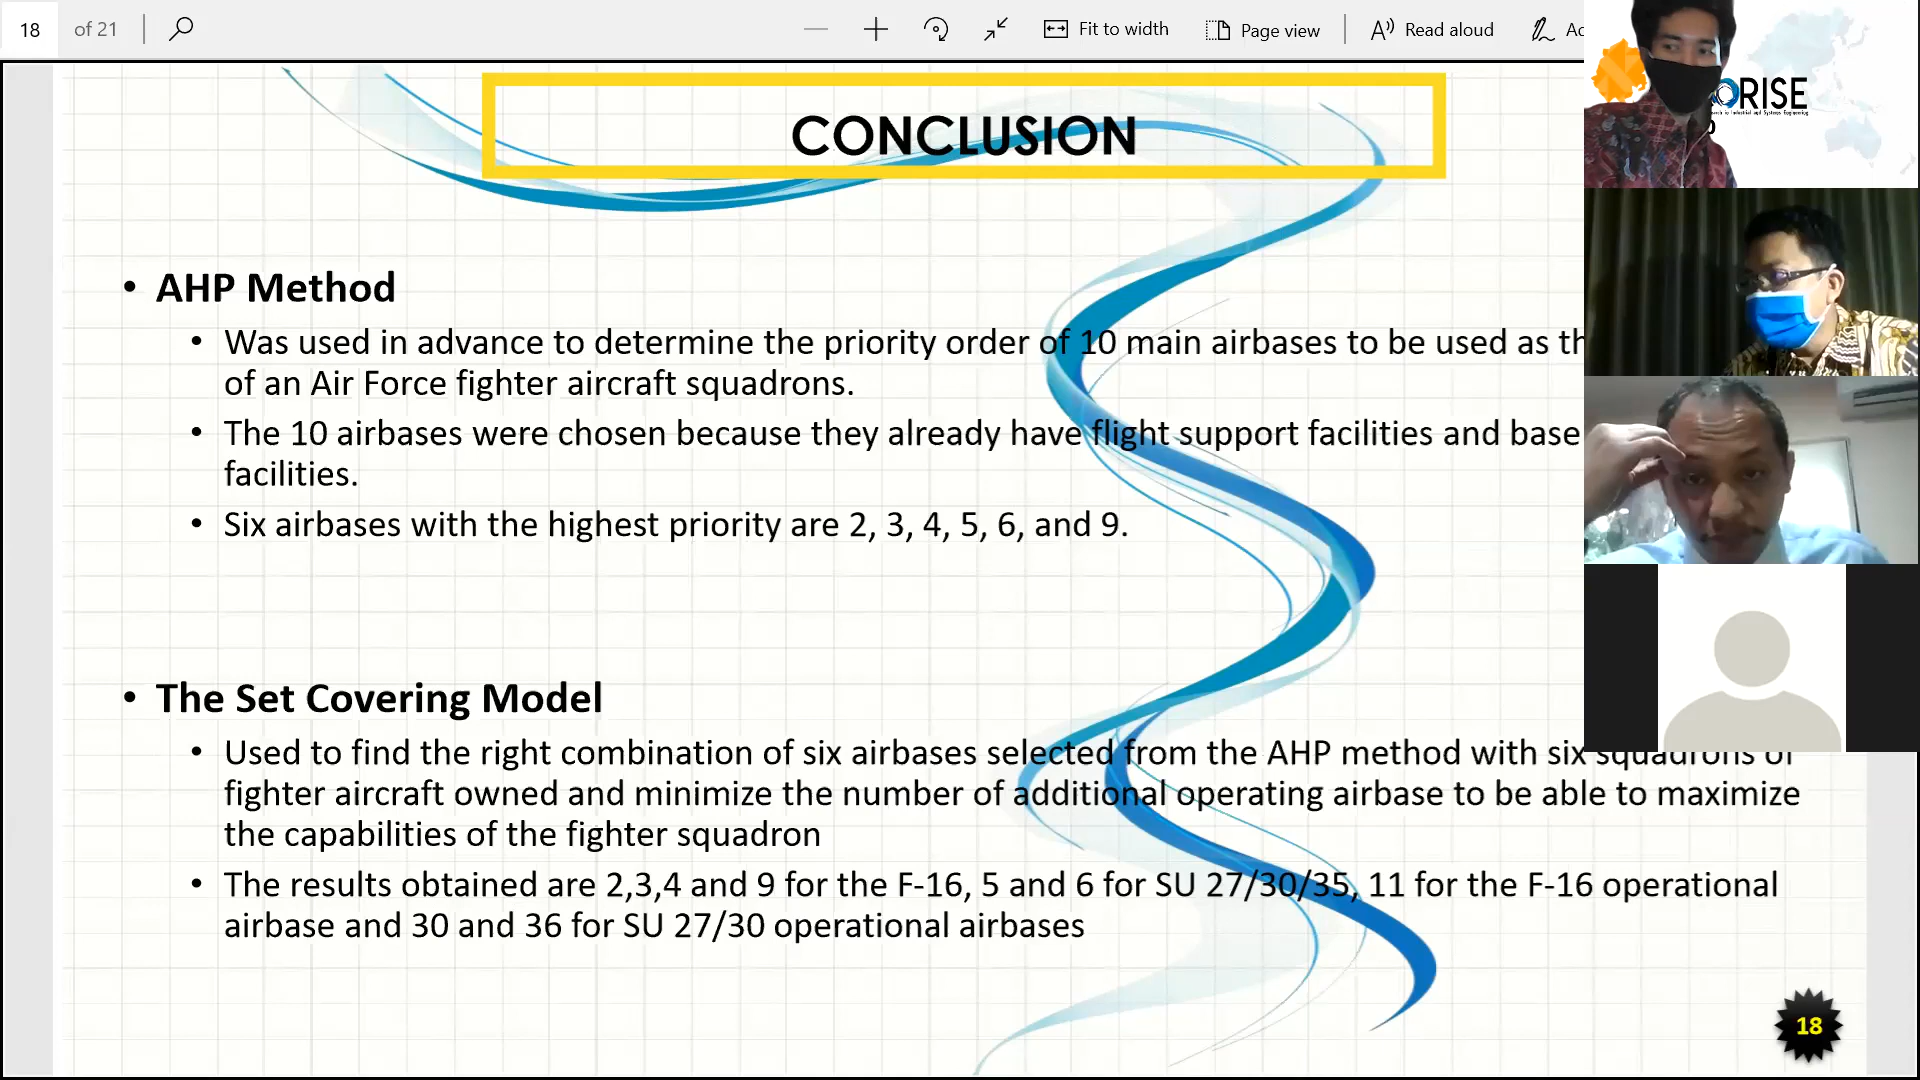 18 of 21 Fit to width Page view Read aloud
CONCLUSION
RISE
• AHP Method
• Was used in advance to determine the priority order of 10 main airbases to be used as
of an Air Force fighter aircraft squadrons.
• The 10 airbases were chosen because they already have flight support facilities and base
facilities.
• Six airbases with the highest priority are 2, 3, 4, 5, 6, and 9.
• The Set Covering Model
• Used to find the right combination of six airbases selected from the AHP method with six squadrons of
fighter aircraft owned and minimize the number of additional operating airbase to be able to maximize
the capabilities of the fighter squadron
• The results obtained are 2,3,4 and 9 for the F-16, 5 and 6 for SU 27/30/35, 11 for the F-16 operational
airbase and 30 and 36 for SU 27/30 operational airbases
18